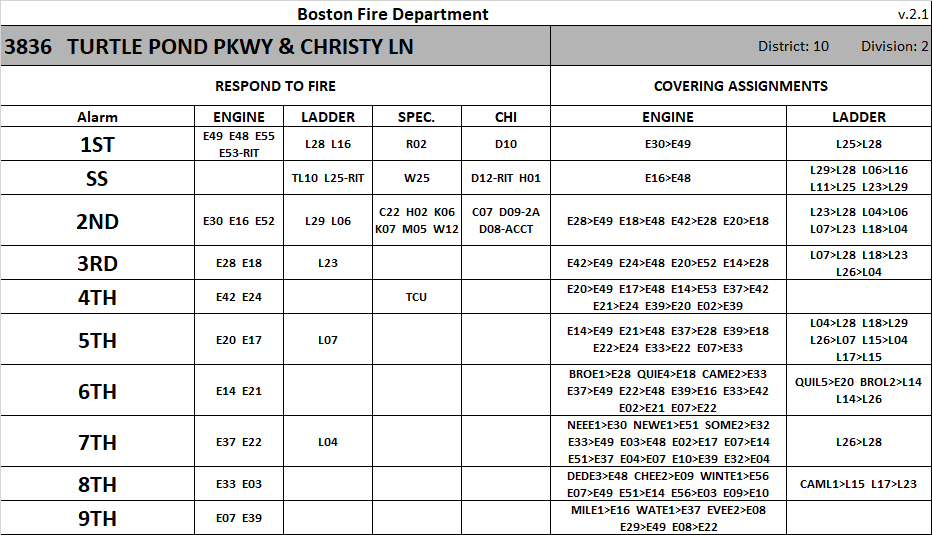 Boston Fire Department v.2.1
3836 TURTLE POND PKWY & CHRISTY LN District: 10 Division: 2
RESPOND TO FIRE COVERING ASSIGNMENTS
Alarm ENGINE LADDER SPEC. CHI ENGINE LADDER
1ST
E49 E48 E55
E53-RIT
L28 L16
R02
D10
E30>E49
L25>L28
SS
TL10 L25-RIT
W25
D12-RIT H01
E16>E48
L29>L28 L06>L16
L11>L25 L23>L29
2ND
E30 E16 E52
L29 L06
C22 H02 K06
K07 M05 W12
C07 D09-2A
D08-ACCT
E28>E49 E18>E48 E42>E28 E20>E18
L23>L28 L04>L06
L07>L23 L18>L04
3RD
E28 E18
L23
E42>E49 E24>E48 E20>E52 E14>E28
L07>L28 L18>L23
L26>L04
4TH
E42 E24
TCU
E20>E49 E17>E48 E14>E53 E37>E42
E21>E24 E39>E20 E02>E39
5TH
E20 E17
L07
E14>E49 E21>E48 E37>E28 E39>E18
E22>E24 E33>E22 E07>E33
L04>L28 L18>L29
L26>L07 L15>L04
L17>L15
6TH
E14 E21
BROE1>E28 QUIE4>E18 CAME2>E33
E37>E49 E22>E48 E39>E16 E33>E42
E02>E21 E07>E22
QUIL5>E20 BROL2>L14
L14>L26
7TH
E37 E22
L04
NEEE1>E30 NEWE1>E51 SOME2>E32
E33>E49 E03>E48 E02>E17 E07>E14
E51>E37 E04>E07 E10>E39 E32>E04
L26>L28
8TH
E33 E03
DEDE3>E48 CHEE2>E09 WINTE1>E56
E07>E49 E51>E14 E56>E03 E09>E10
CAML1>L15 L17>L23
9TH
E07 E39
MILE1>E16 WATE1>E37 EVEE2>E08
E29>E49 E08>E22